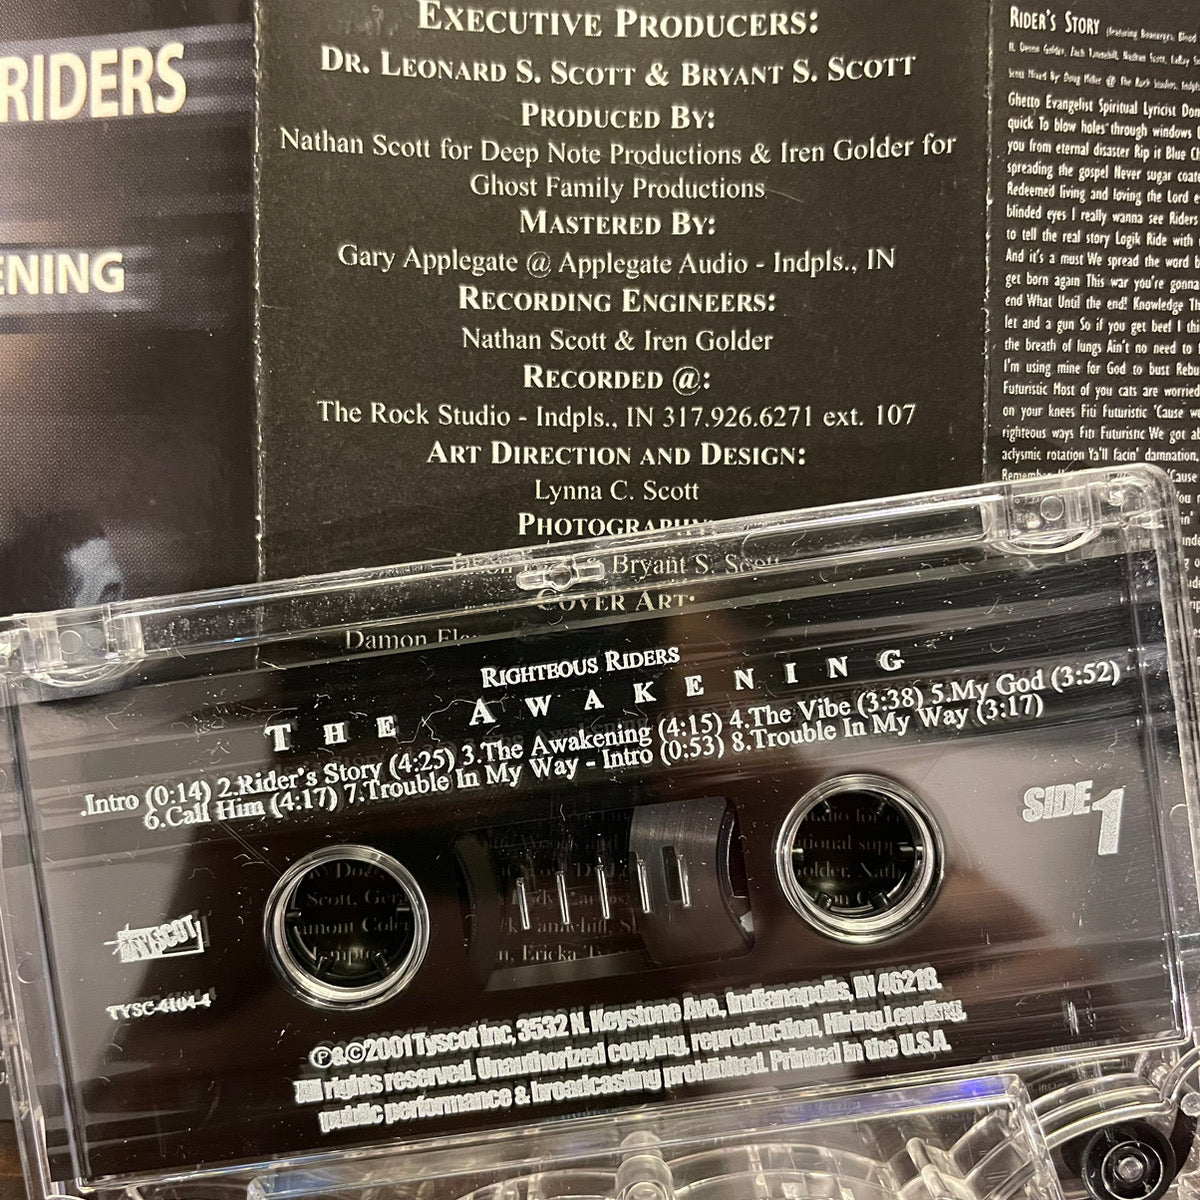 RIDERS
ENING
EXECUTIVE PRODUCERS:
DR. LEONARD S. SCOTT & BRYANT S. SCOTT
PRODUCED BY:
Nathan Scott for Deep Note Productions & Iren Golder for
Ghost Family Productions
MASTERED BY:
Gary Applegate @ Applegate Audio - Indpls., IN
RECORDING ENGINEERS:
Nathan Scott & Iren Golder
RECORDED @:
The Rock Studio - Indpls., IN 317.926.6271 ext. 107
ART DIRECTION AND DESIGN:
Lynna C. Scott
PHOTOGRAPHY:
Bryant S. Scott
COVER ART:
Damon
RIDER'S STORY
Ghetto Evangelist Spiritual Lyricist Don
quick To blow holes through windows
you from eternal disaster Rip it Blue
spreading the gospel Never sugar coate
Redeemed living and loving the Lord
blinded eyes I really wanna see Riders
to tell the real story Logik Ride with
And it's a must We spread the word
get born again This war you're gonna
end What Until the end! Knowledge
let and a gun So if you get beef I
the breath of lungs Ain't no need to
I'm using mine for God to bust
Futuristic Most of you cats are worried
on your knees Fiti Futuristic 'Cause
righteous ways Fiti Futuristic We got
aclysmic rotation Ya'll facin' damnation,
'Cause
RIGHTEOUS RIDERS
THE AWAKENING
.Intro (0:14) 2.Rider's Story (4:25) 3.The Awakening (4:15) 4.The Vibe (3:38) 5.My God (3:52)
6.Call Him (4:17) 7.Trouble In My Way - Intro (0:53) 8.Trouble In My Way (3:17)
SIDE 1
TYSCOT
TYSC-4104-4
Scott,
tional
Ericka
℗&©2001 Tyscot Inc, 3532 N. Keystone Ave., Indianapolis, IN 46218.
All rights reserved. Unauthorized copying, reproduction, Hiring, Lending,
public performance & broadcasting prohibited. Printed in the U.S.A.